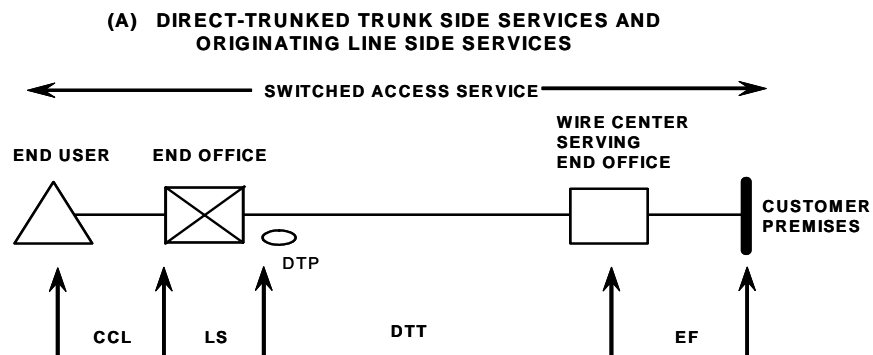 (A) DIRECT-TRUNKED TRUNK SIDE SERVICES AND
ORIGINATING LINE SIDE SERVICES
SWITCHED ACCESS SERVICE
WIRE CENTER
SERVING
END OFFICE
END USER
END OFFICE
CUSTOMER
PREMISES
DTP
CCL
LS
DTT
EF